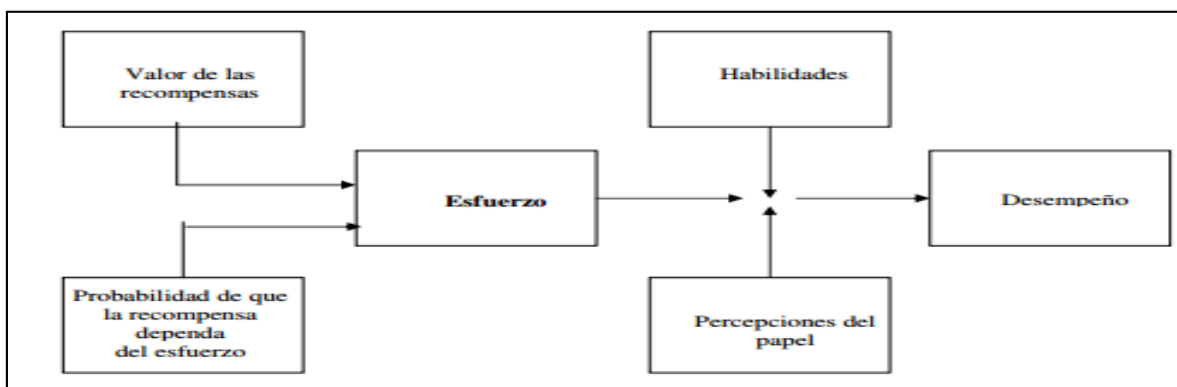 Valor de las
recompensas
Habilidades
Esfuerzo
Desempeño
Probabilidad de que
la recompensa
dependa
del esfuerzo
Percepciones del
papel